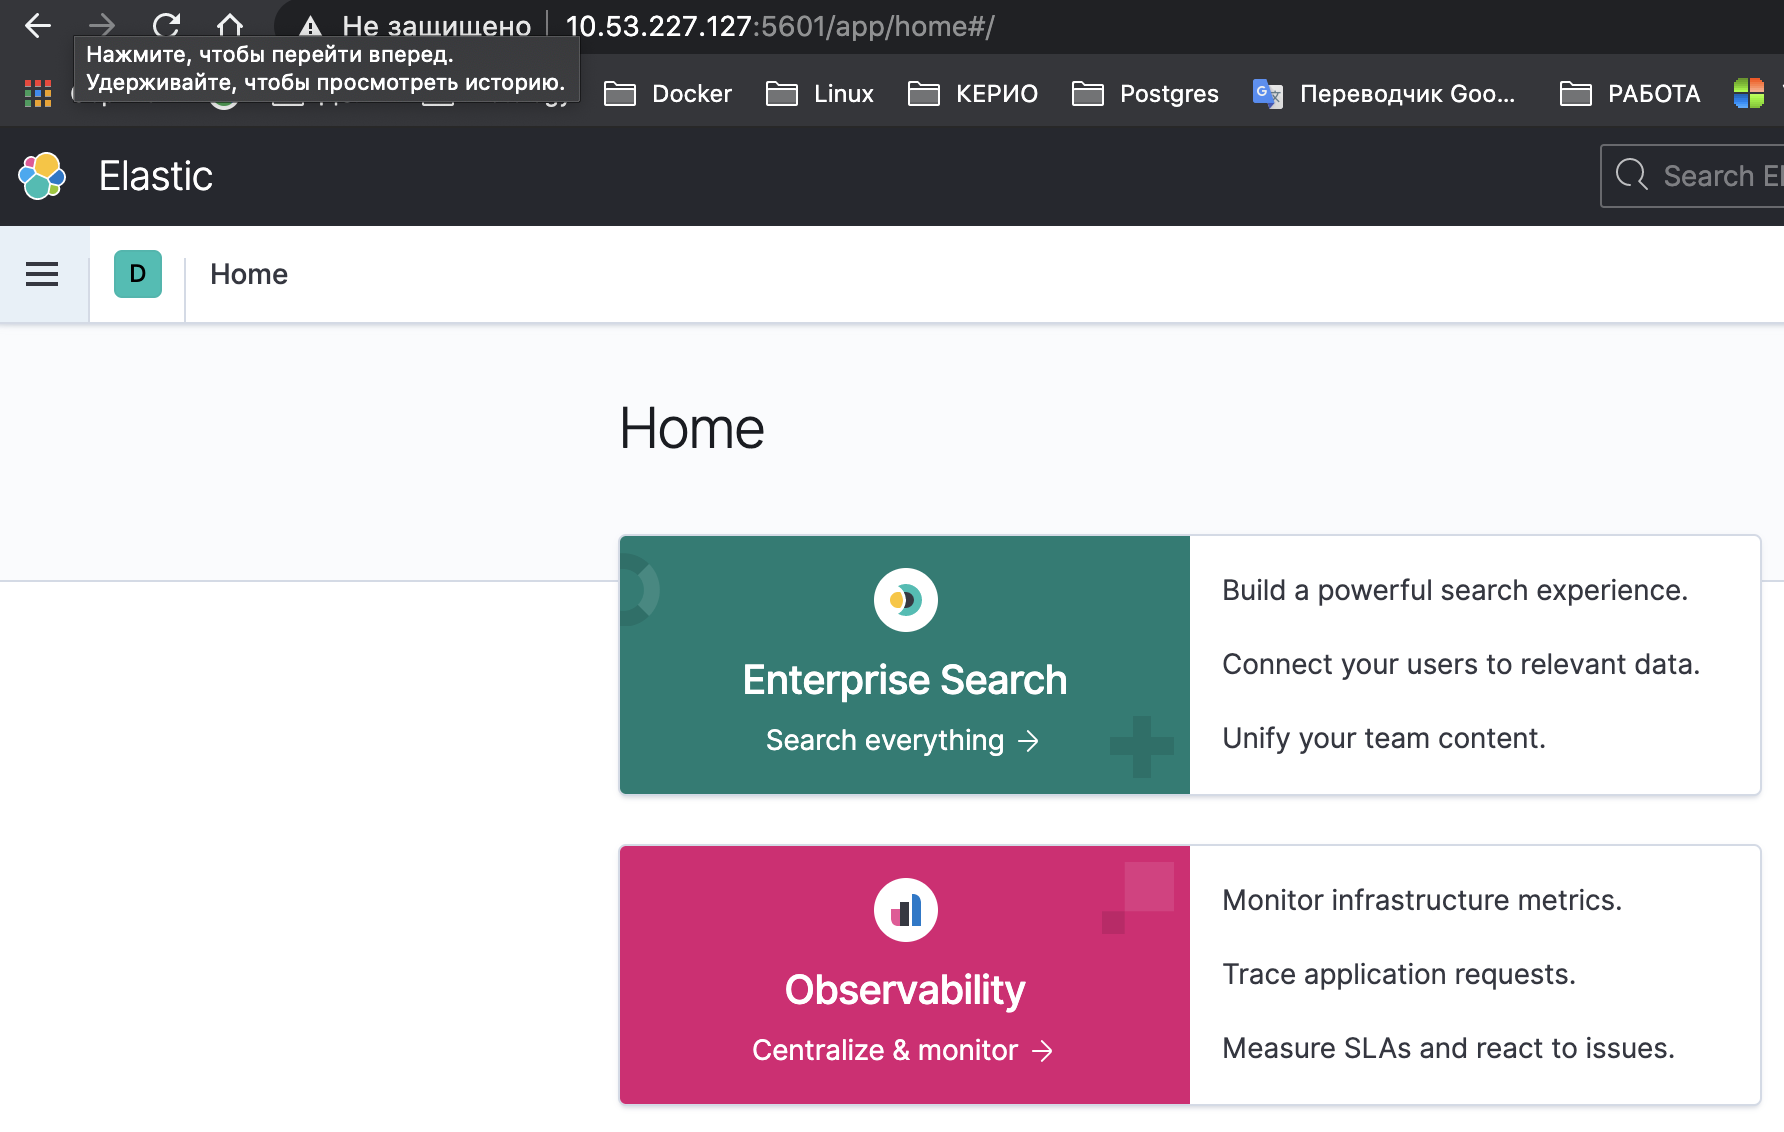 Не защищено 10.53.227.127:5601/app/home#/
Нажмите, чтобы перейти вперед.
Удерживайте, чтобы просмотреть историю.
Docker Linux КЕРИО Postgres Переводчик Goo... РАБОТА
Elastic
Search El
D Home
Home
Enterprise Search
Search everything →
Build a powerful search experience.
Connect your users to relevant data.
Unify your team content.
Observability
Centralize & monitor →
Monitor infrastructure metrics.
Trace application requests.
Measure SLAs and react to issues.